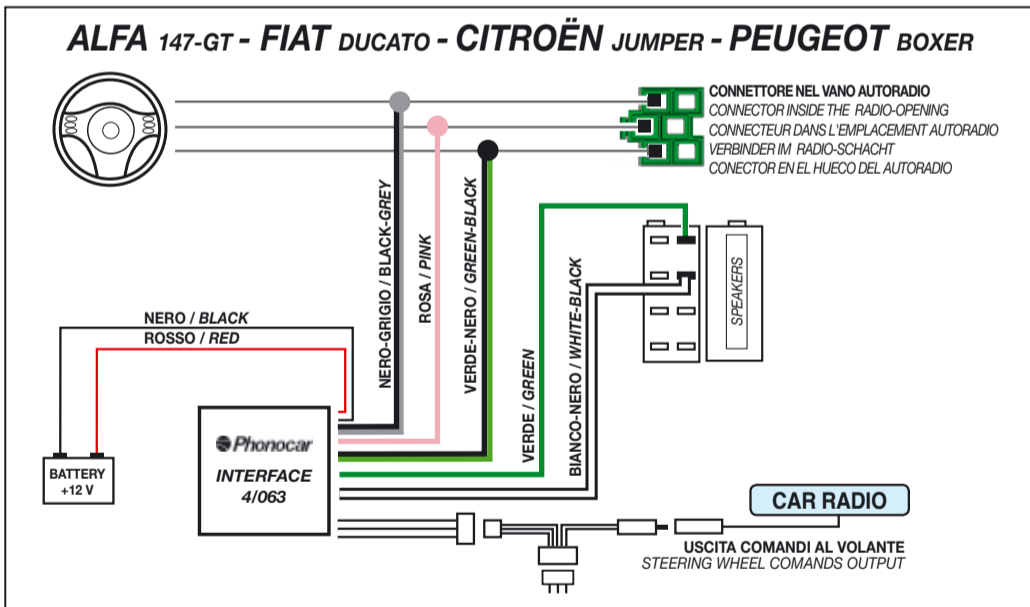 ALFA 147-GT - FIAT DUCATO - CITROËN JUMPER - PEUGEOT BOXER
CONNETTORE NEL VANO AUTORADIO
CONNECTOR INSIDE THE RADIO-OPENING
CONNECTEUR DANS L'EMPLACEMENT AUTORADIO
VERBINDER IM RADIO-SCHACHT
CONECTOR EN EL HUECO DEL AUTORADIO
NERO-GRIGIO / BLACK-GREY
ROSA / PINK
VERDE-NERO / GREEN-BLACK
VERDE / GREEN
BIANCO-NERO / WHITE-BLACK
SPEAKERS
NERO / BLACK
ROSSO / RED
BATTERY
+12 V
Phonocar
INTERFACE
4/063
CAR RADIO
USCITA COMANDI AL VOLANTE
STEERING WHEEL COMANDS OUTPUT